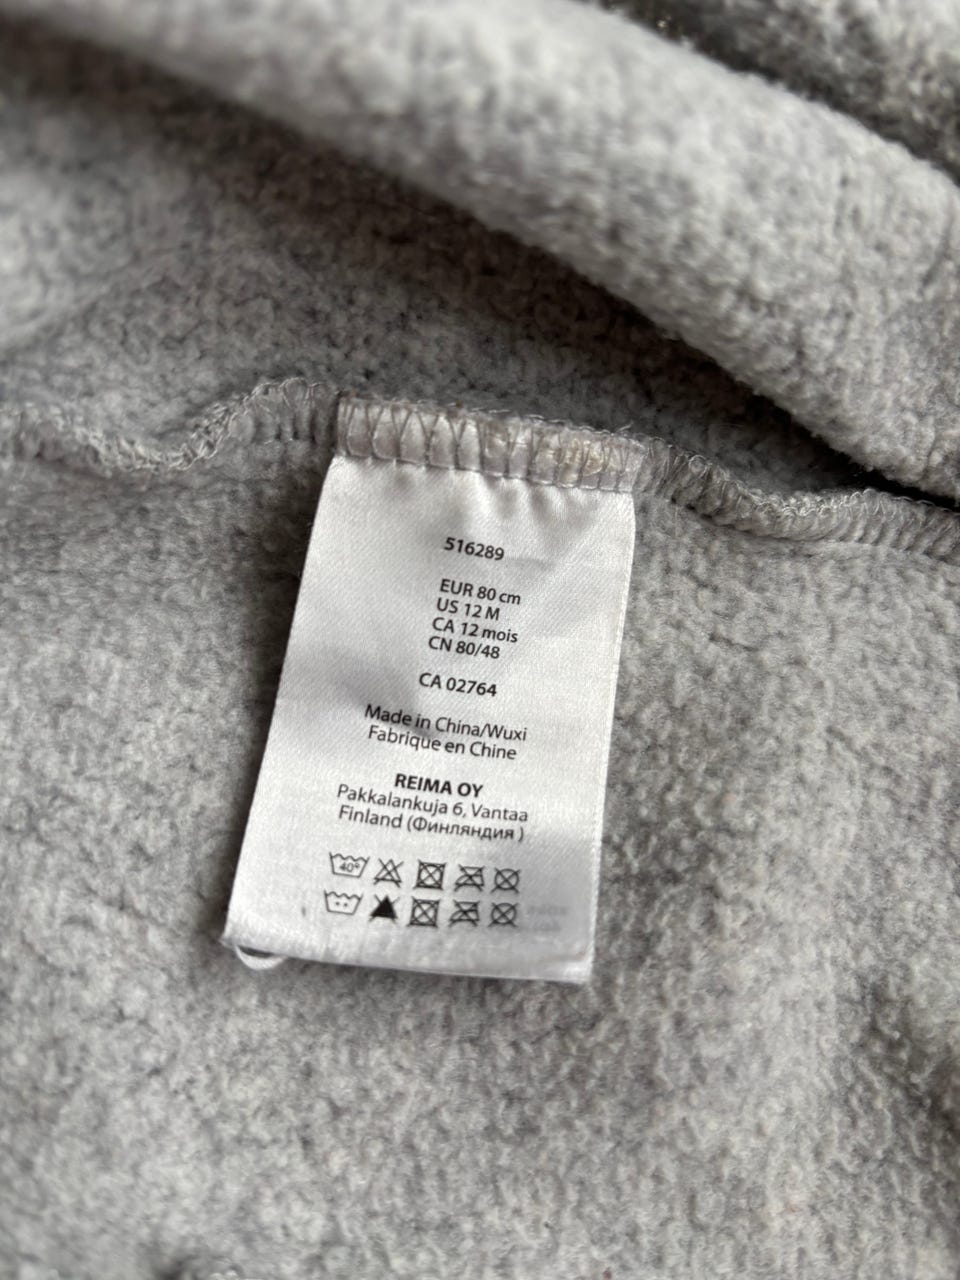 516289
EUR 80 cm
US 12 M
CA 12 mois
CN 80/48
CA 02764
Made in China/Wuxi
Fabrique en Chine
REIMA OY
Pakkalankuja 6, Vantaa
Finland (Финляндия )
40°